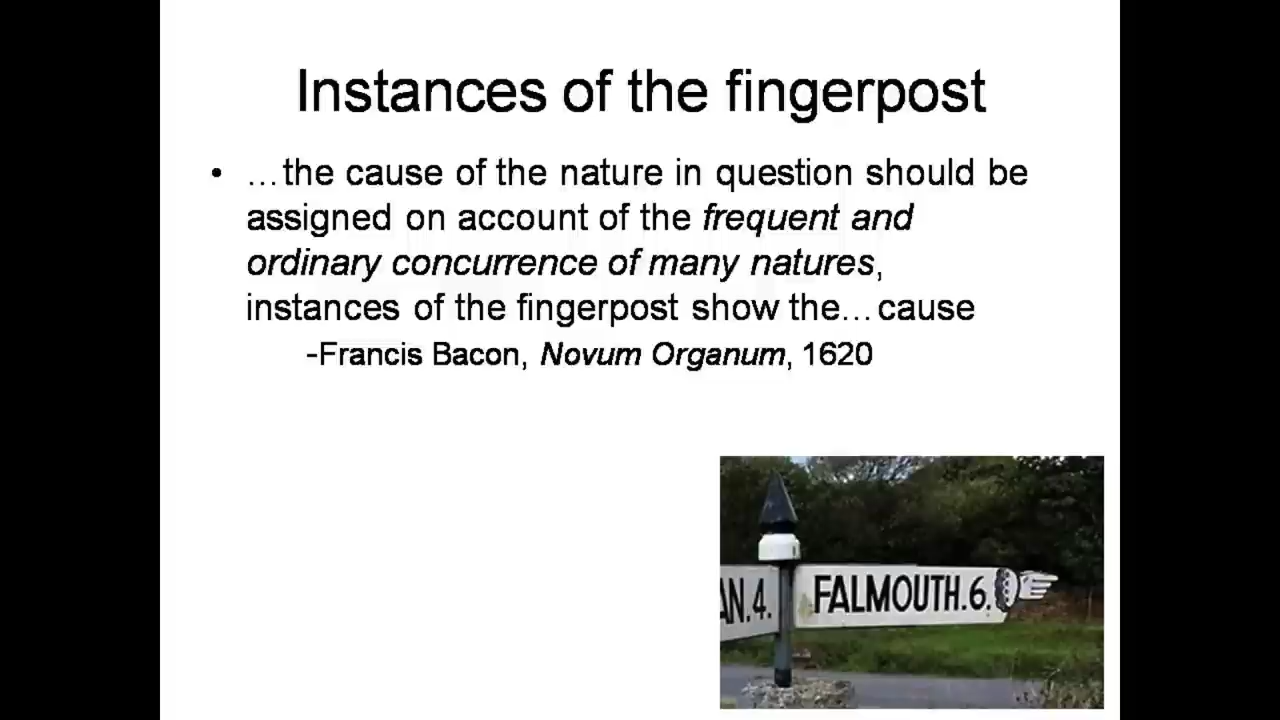 Instances of the fingerpost
• …the cause of the nature in question should be
assigned on account of the frequent and
ordinary concurrence of many natures,
instances of the fingerpost show the…cause
-Francis Bacon, Novum Organum, 1620
AN.4.
FALMOUTH.6.